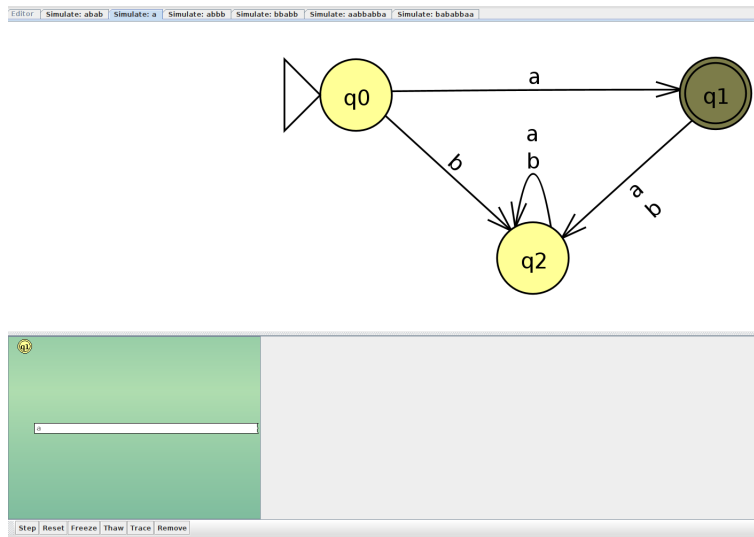 Editor Simulate: abab Simulate: a Simulate: abbb Simulate: bbabb Simulate: aabbabba Simulate: bababbaa
a
q0
q1
a
b
b
a
b
q2
q1
a
Step Reset Freeze Thaw Trace Remove